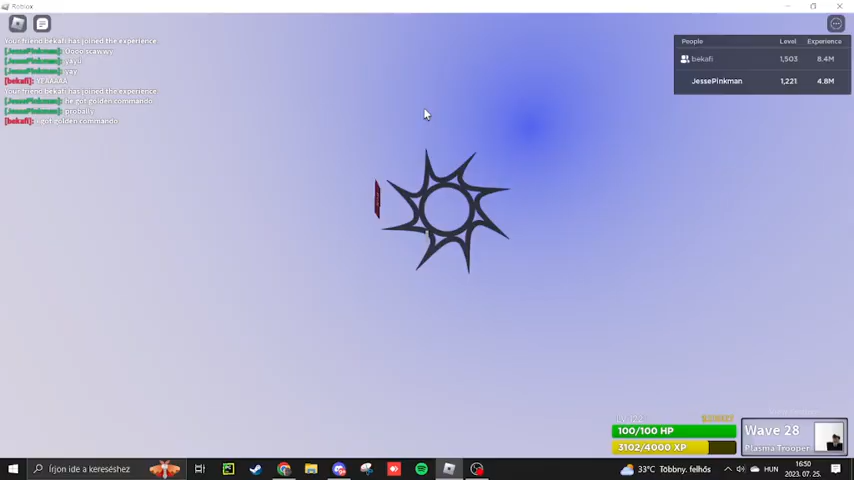 Roblox
Your friend bekafi has joined the experience.
[JessePinkman]: Oooo scawwy
[JessePinkman]: yayu
[JessePinkman]: yay
[bekafi]:
Your friend bekafi has joined the experience.
[JessePinkman]: he got golden commando
[JessePinkman]: probally
[bekafi]: i got golden commando
People Level Experience
bekafi 1,503 8.4M
JessePinkman 1,221 4.8M
100/100 HP
3102/4000 XP
Wave 28
Plasma Trooper
Írjon ide a kereséshez
33°C Többny. felhős
HUN
16:50
2023. 07. 25.